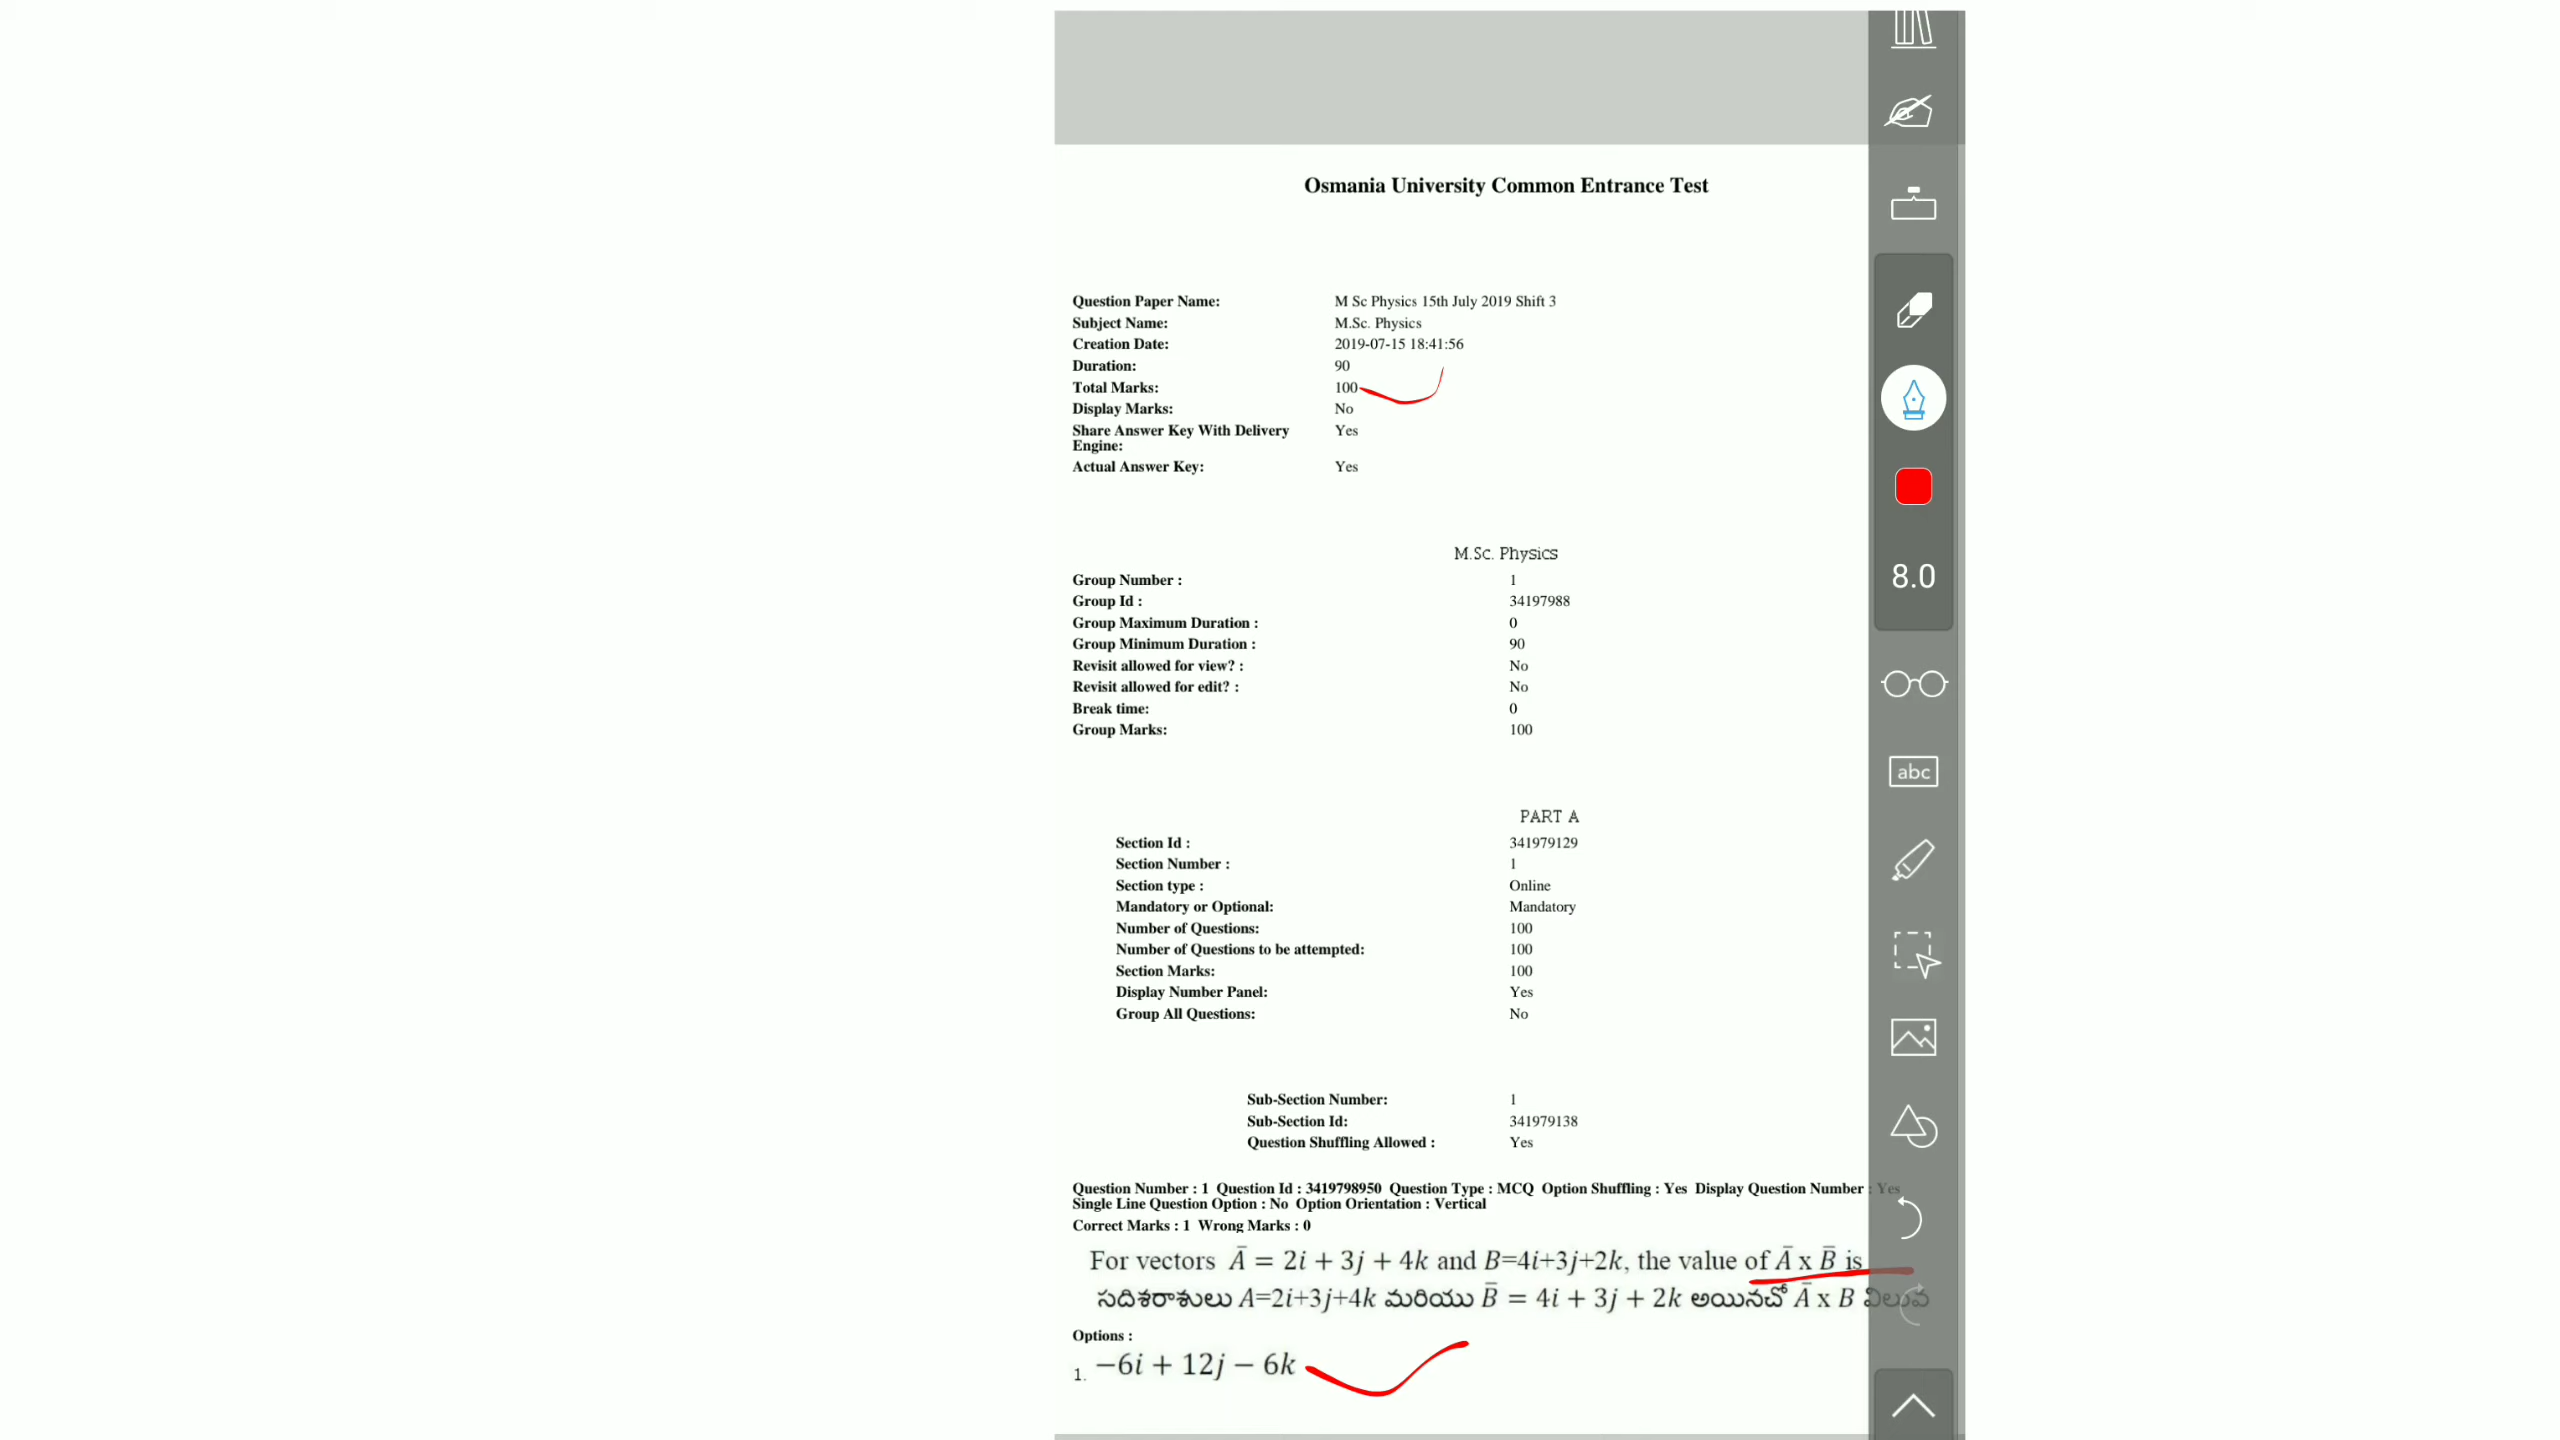 Osmania University Common Entrance Test
Question Paper Name: M Sc Physics 15th July 2019 Shift 3
Subject Name: M.Sc. Physics
Creation Date: 2019-07-15 18:41:56
Duration: 90
Total Marks: 100
Display Marks: No
Share Answer Key With Delivery Yes
Engine:
Actual Answer Key: Yes
M.Sc. Physics
Group Number : 1
Group Id : 34197988
Group Maximum Duration : 0
Group Minimum Duration : 90
Revisit allowed for view? : No
Revisit allowed for edit? : No
Break time: 0
Group Marks: 100
PART A
Section Id : 341979129
Section Number : 1
Section type : Online
Mandatory or Optional: Mandatory
Number of Questions: 100
Number of Questions to be attempted: 100
Section Marks: 100
Display Number Panel: Yes
Group All Questions: No
Sub-Section Number: 1
Sub-Section Id: 341979138
Question Shuffling Allowed : Yes
Question Number : 1 Question Id : 3419798950 Question Type : MCQ Option Shuffling : Yes Display Question Number : Yes
Single Line Question Option : No Option Orientation : Vertical
Correct Marks : 1 Wrong Marks : 0
For vectors Ā = 2i + 3j + 4k and B=4i+3j+2k, the value of Ā x B̄ is
సదిశరాశులు A=2i+3j+4k మరియు B̄ = 4i + 3j + 2k అయినచో Ā x B విలువ
Options :
1. −6i + 12j − 6k
8.0
abc